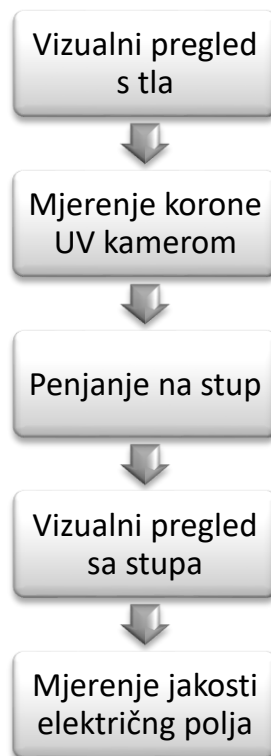 Vizualni pregled
s tla
Mjerenje korone
UV kamerom
Penjanje na stup
Vizualni pregled
sa stupa
Mjerenje jakosti
električng polja